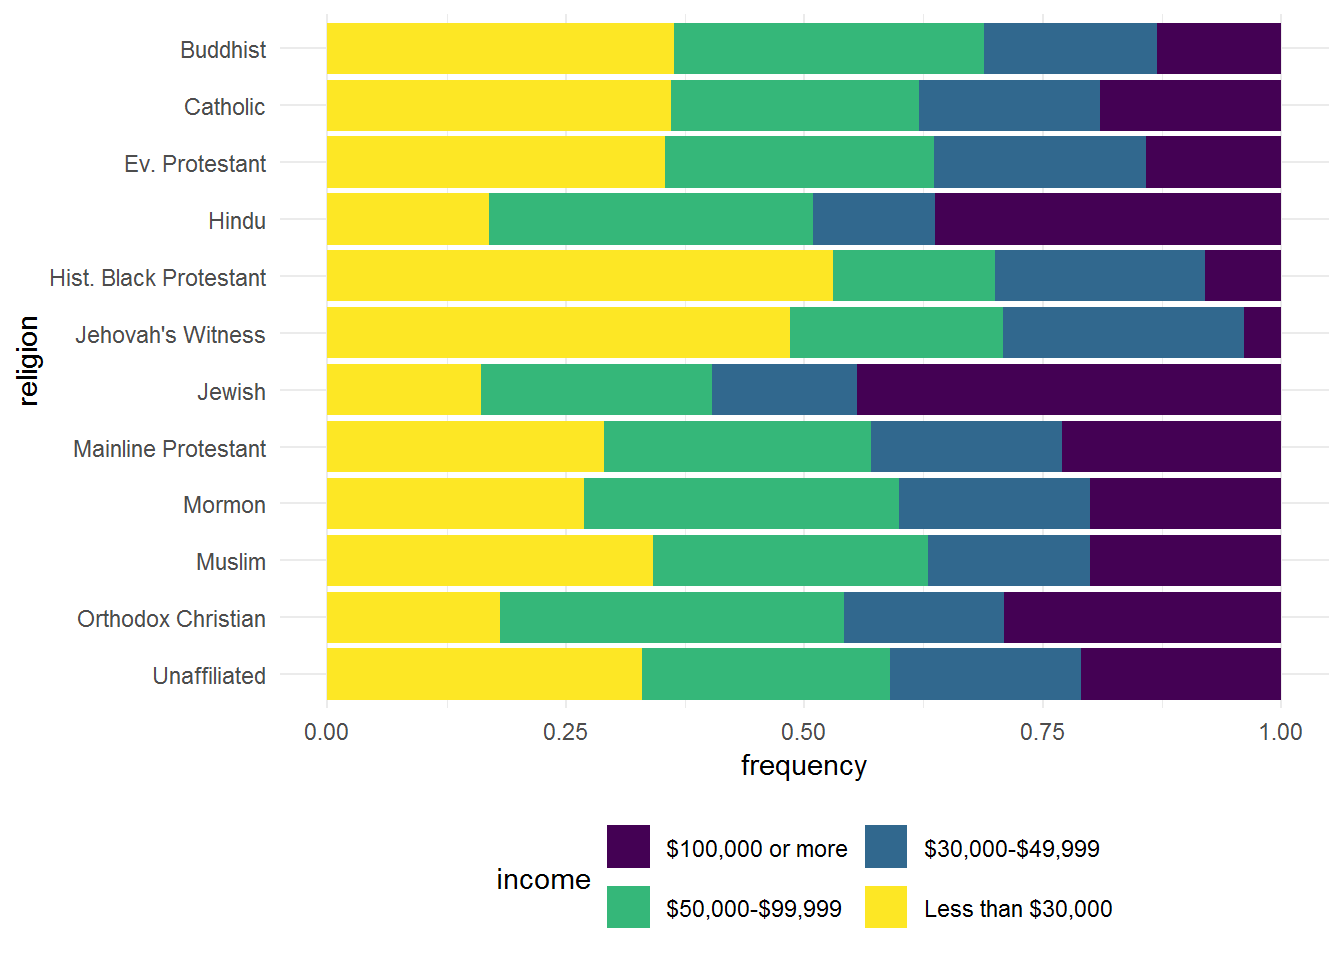 Buddhist
Catholic
Ev. Protestant
Hindu
Hist. Black Protestant
Jehovah's Witness
Jewish
Mainline Protestant
Mormon
Muslim
Orthodox Christian
Unaffiliated
religion
0.00 0.25 0.50 0.75 1.00
frequency
income
$100,000 or more $30,000-$49,999
$50,000-$99,999 Less than $30,000